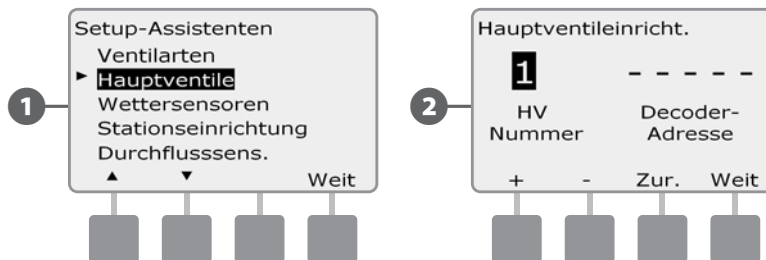 1
Setup-Assistenten
Ventilarten
► Hauptventile
Wettersensoren
Stationseinrichtung
Durchflusssens.
▲ ▼ Weit
2
Hauptventileinricht.
1 - - - - -
HV Decoder-
Nummer Adresse
+ - Zur. Weit